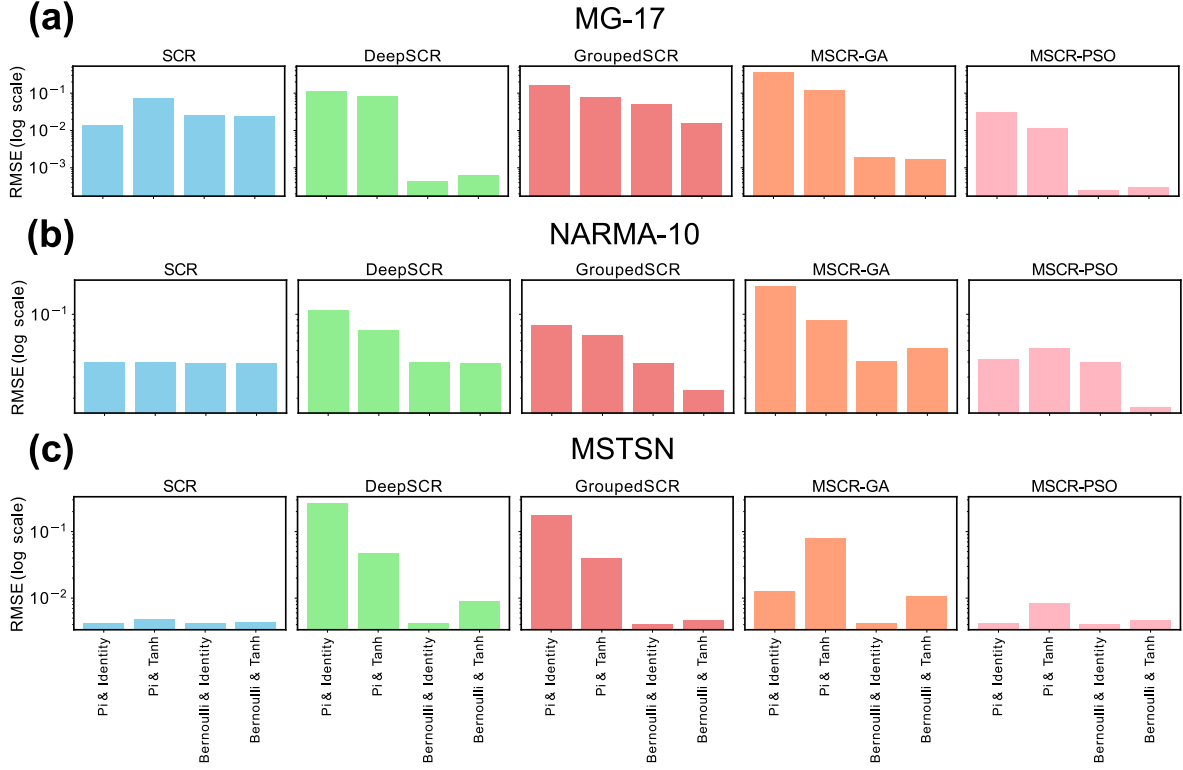 (a)
MG-17
SCR
DeepSCR
GroupedSCR
MSCR-GA
MSCR-PSO
RMSE (log scale)
10⁻¹
10⁻²
10⁻³
(b)
NARMA-10
SCR
DeepSCR
GroupedSCR
MSCR-GA
MSCR-PSO
RMSE (log scale)
10⁻¹
(c)
MSTSN
SCR
DeepSCR
GroupedSCR
MSCR-GA
MSCR-PSO
RMSE (log scale)
10⁻¹
10⁻²
Pi & Identity
Pi & Tanh
Bernoulli & Identity
Bernoulli & Tanh
Pi & Identity
Pi & Tanh
Bernoulli & Identity
Bernoulli & Tanh
Pi & Identity
Pi & Tanh
Bernoulli & Identity
Bernoulli & Tanh
Pi & Identity
Pi & Tanh
Bernoulli & Identity
Bernoulli & Tanh
Pi & Identity
Pi & Tanh
Bernoulli & Identity
Bernoulli & Tanh